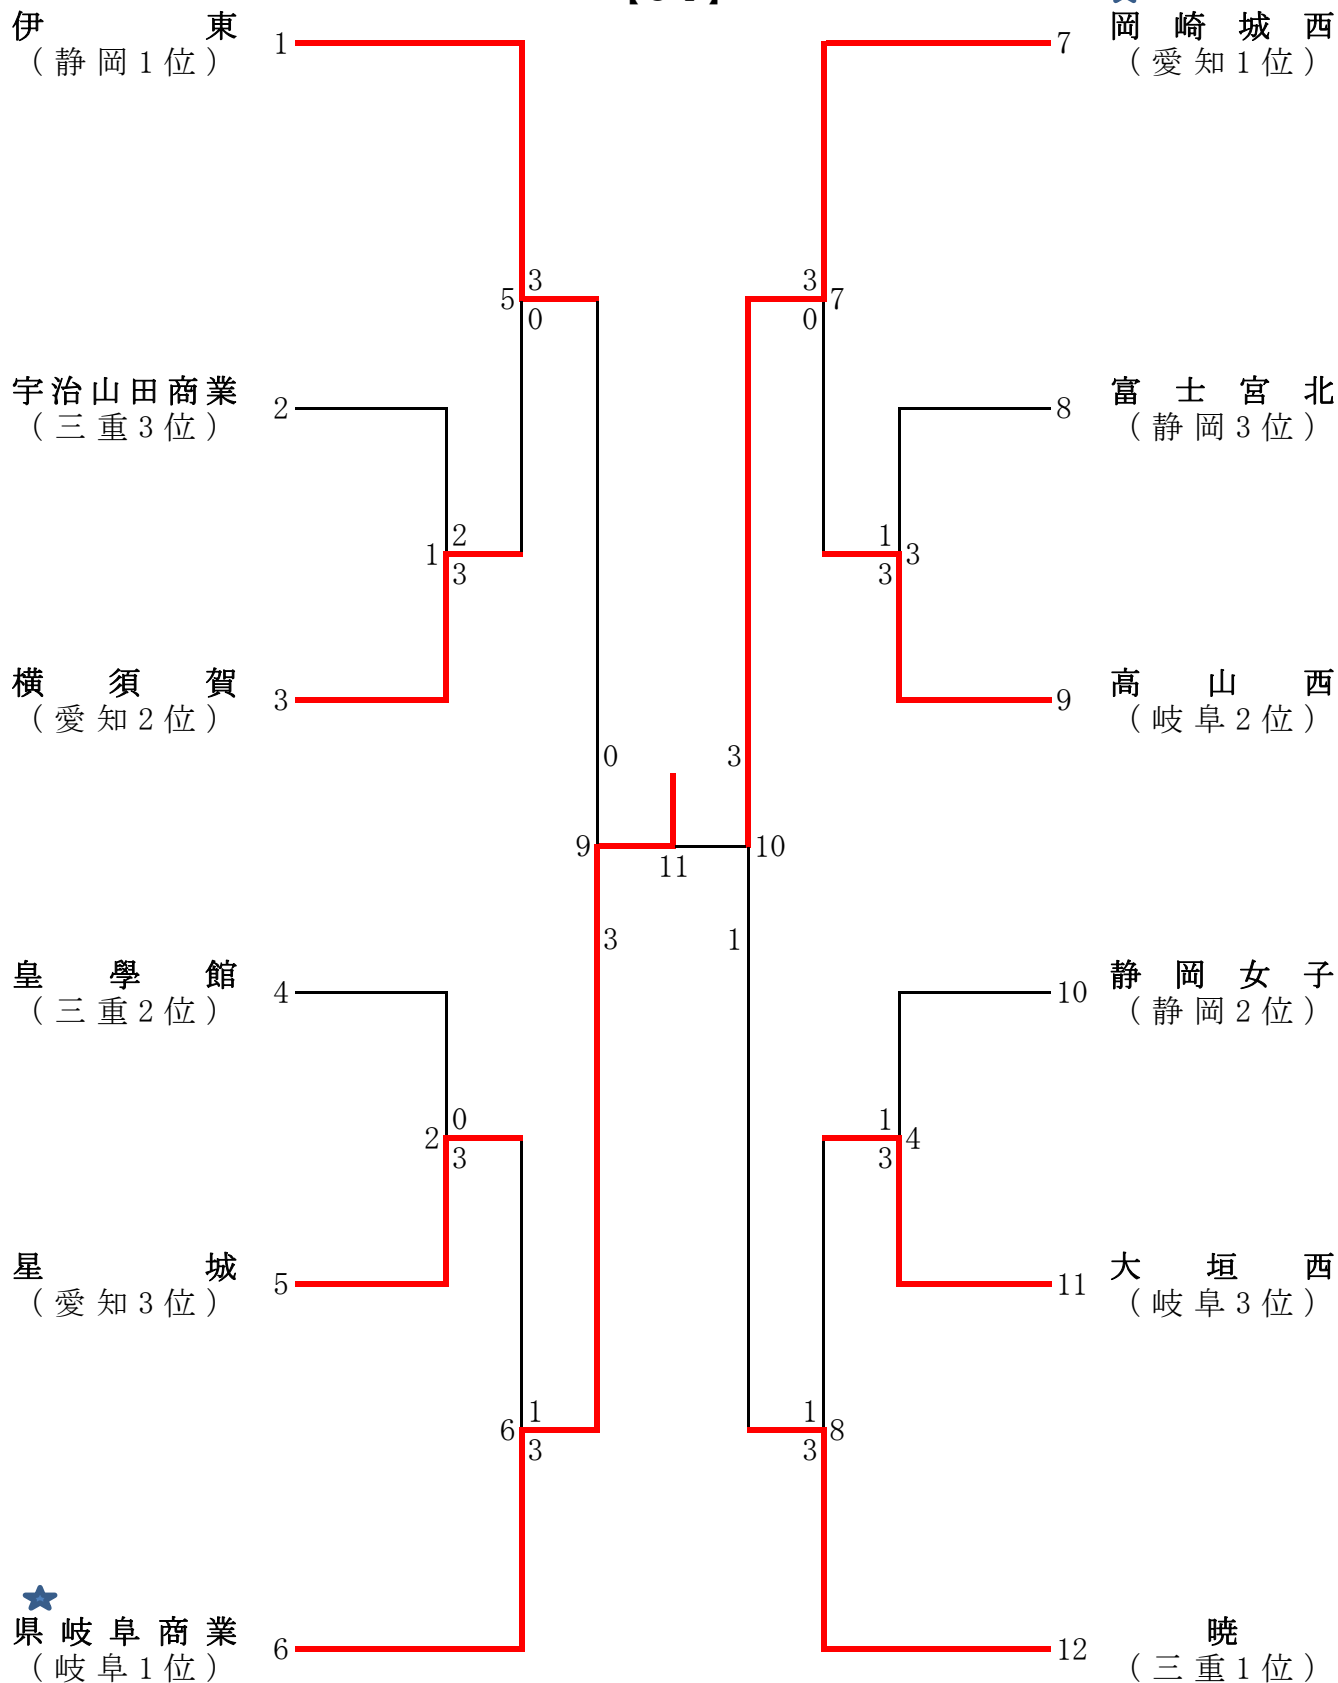 伊東
(静岡1位)
1
岡崎城西
(愛知1位)
7
5
3
0
3
0
7
宇治山田商業
(三重3位)
2
富士宮北
(静岡3位)
8
1
2
3
1
3
3
横須賀
(愛知2位)
3
高山西
(岐阜2位)
9
0
3
9
11
10
3
1
皇學館
(三重2位)
4
静岡女子
(静岡2位)
10
2
0
3
1
3
4
星城
(愛知3位)
5
大垣西
(岐阜3位)
11
6
1
3
1
3
8
県岐阜商業
(岐阜1位)
6
暁
(三重1位)
12